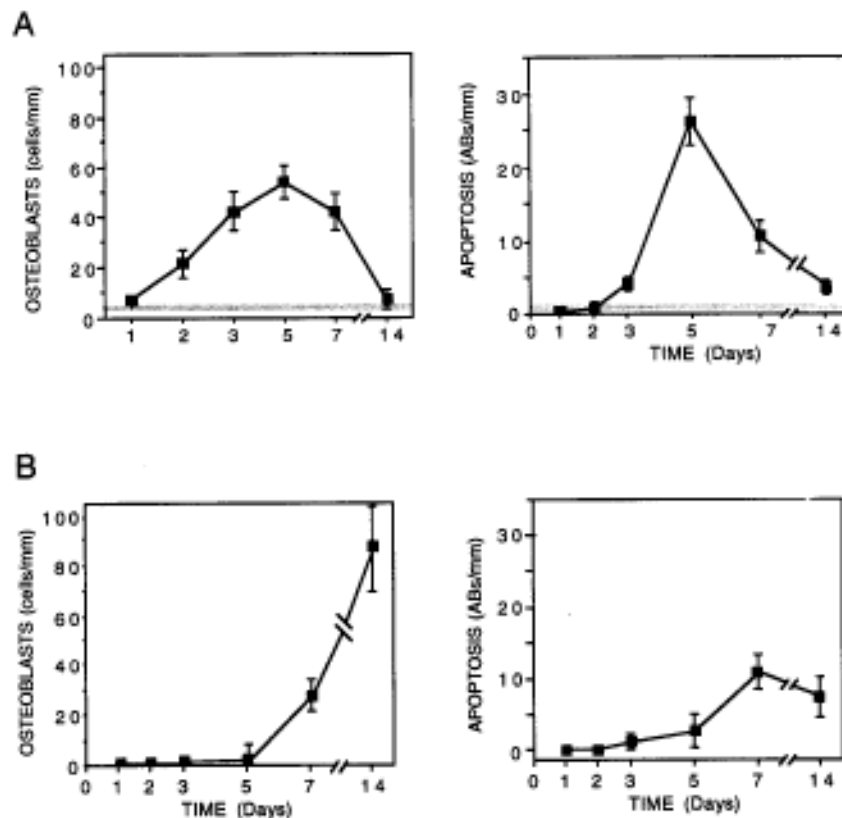 A
OSTEOBLASTS (cells/mm)
100
80
60
40
20
0
1 2 3 5 7 14
APOPTOSIS (ABs/mm)
30
20
10
0
0 1 2 3 5 7 14
TIME (Days)
B
OSTEOBLASTS (cells/mm)
100
80
60
40
20
0
0 1 2 3 5 7 14
TIME (Days)
APOPTOSIS (ABs/mm)
30
20
10
0
0 1 2 3 5 7 14
TIME (Days)